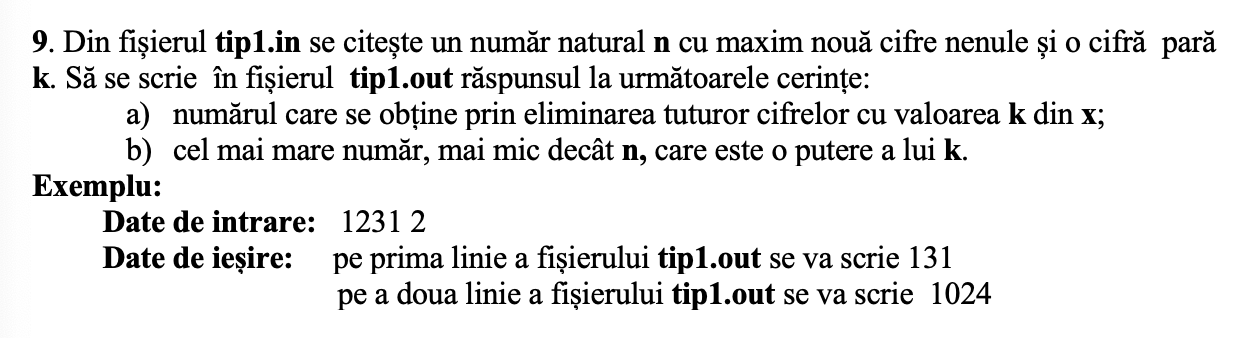 9. Din fișierul tip1.in se citește un număr natural n cu maxim nouă cifre nenule și o cifră pară
k. Să se scrie în fișierul tip1.out răspunsul la următoarele cerințe:
a) numărul care se obține prin eliminarea tuturor cifrelor cu valoarea k din x;
b) cel mai mare număr, mai mic decât n, care este o putere a lui k.
Exemplu:
Date de intrare: 1231 2
Date de ieșire: pe prima linie a fișierului tip1.out se va scrie 131
pe a doua linie a fișierului tip1.out se va scrie 1024